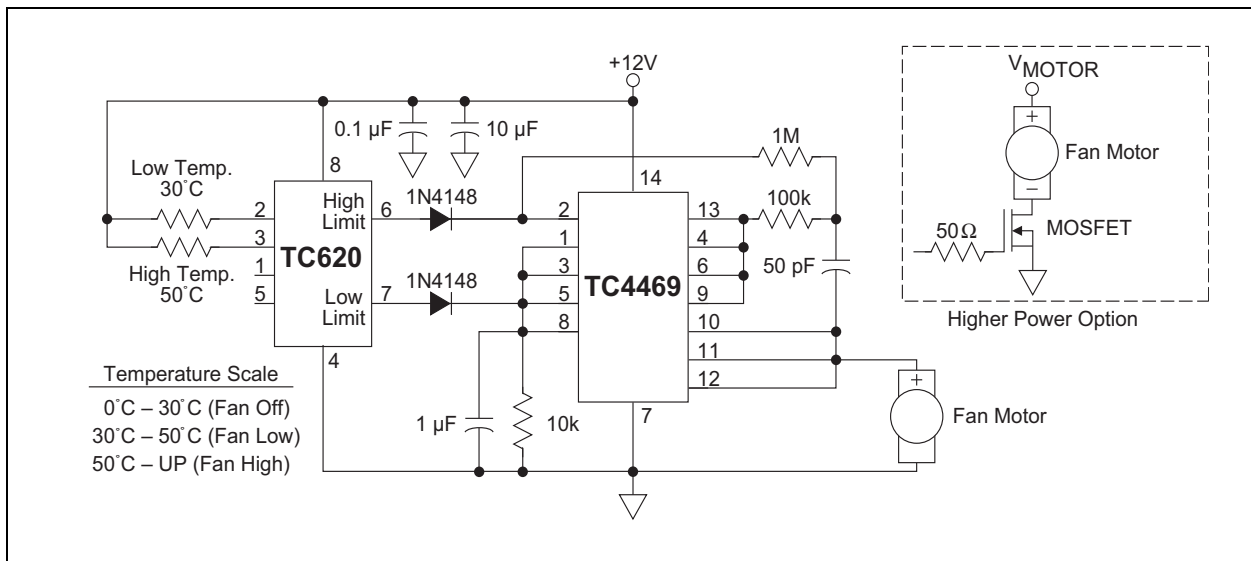 +12V
0.1 µF
10 µF
Low Temp.
30°C
8
2
3
1
5
High
Limit
6
1N4148
TC620
High Temp.
50°C
Low
Limit
7
1N4148
4
Temperature Scale
0°C – 30°C (Fan Off)
30°C – 50°C (Fan Low)
50°C – UP (Fan High)
1 µF
10k
14
2
1
3
5
8
TC4469
13
4
6
9
10
11
12
7
1M
100k
50 pF
Fan Motor
+
VMOTOR
+
–
Fan Motor
50Ω
MOSFET
Higher Power Option